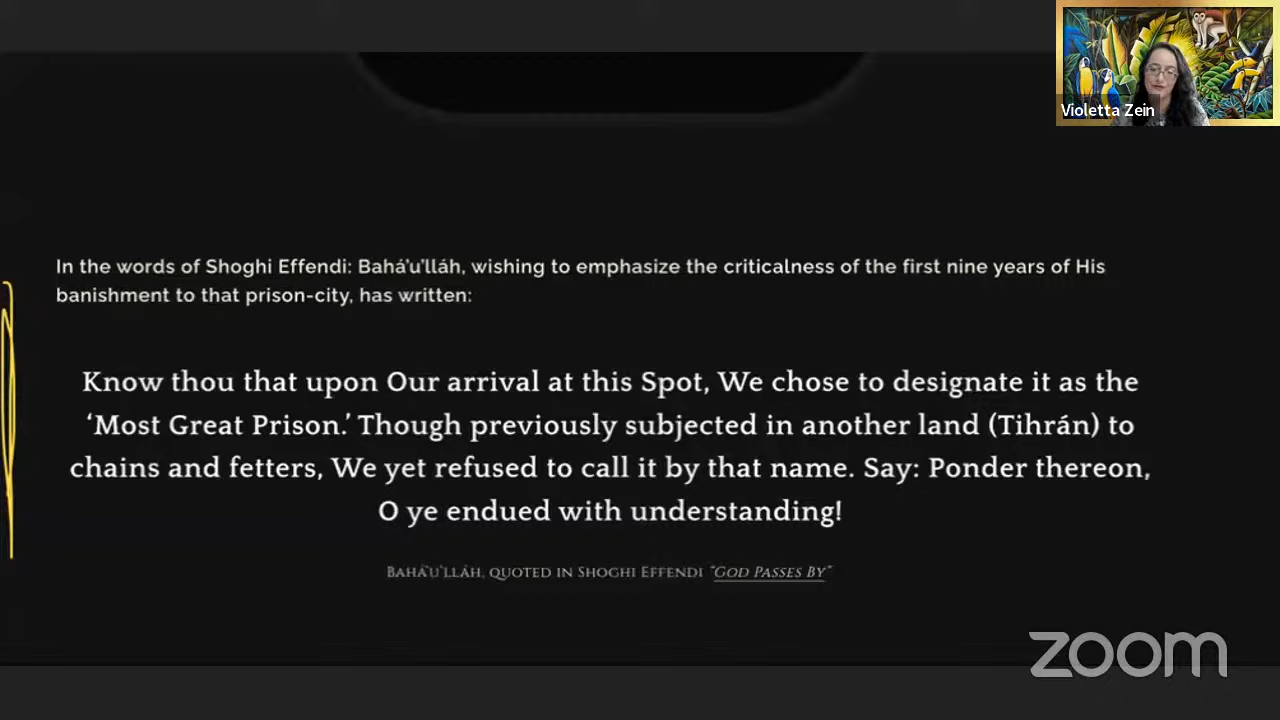 Violetta Zein
In the words of Shoghi Effendi: Bahá’u’lláh, wishing to emphasize the criticalness of the first nine years of His
banishment to that prison-city, has written:
Know thou that upon Our arrival at this Spot, We chose to designate it as the
‘Most Great Prison.’ Though previously subjected in another land (Tihrán) to
chains and fetters, We yet refused to call it by that name. Say: Ponder thereon,
O ye endued with understanding!
Bahá’u’lláh, quoted in Shoghi Effendi “God Passes By”
zoom